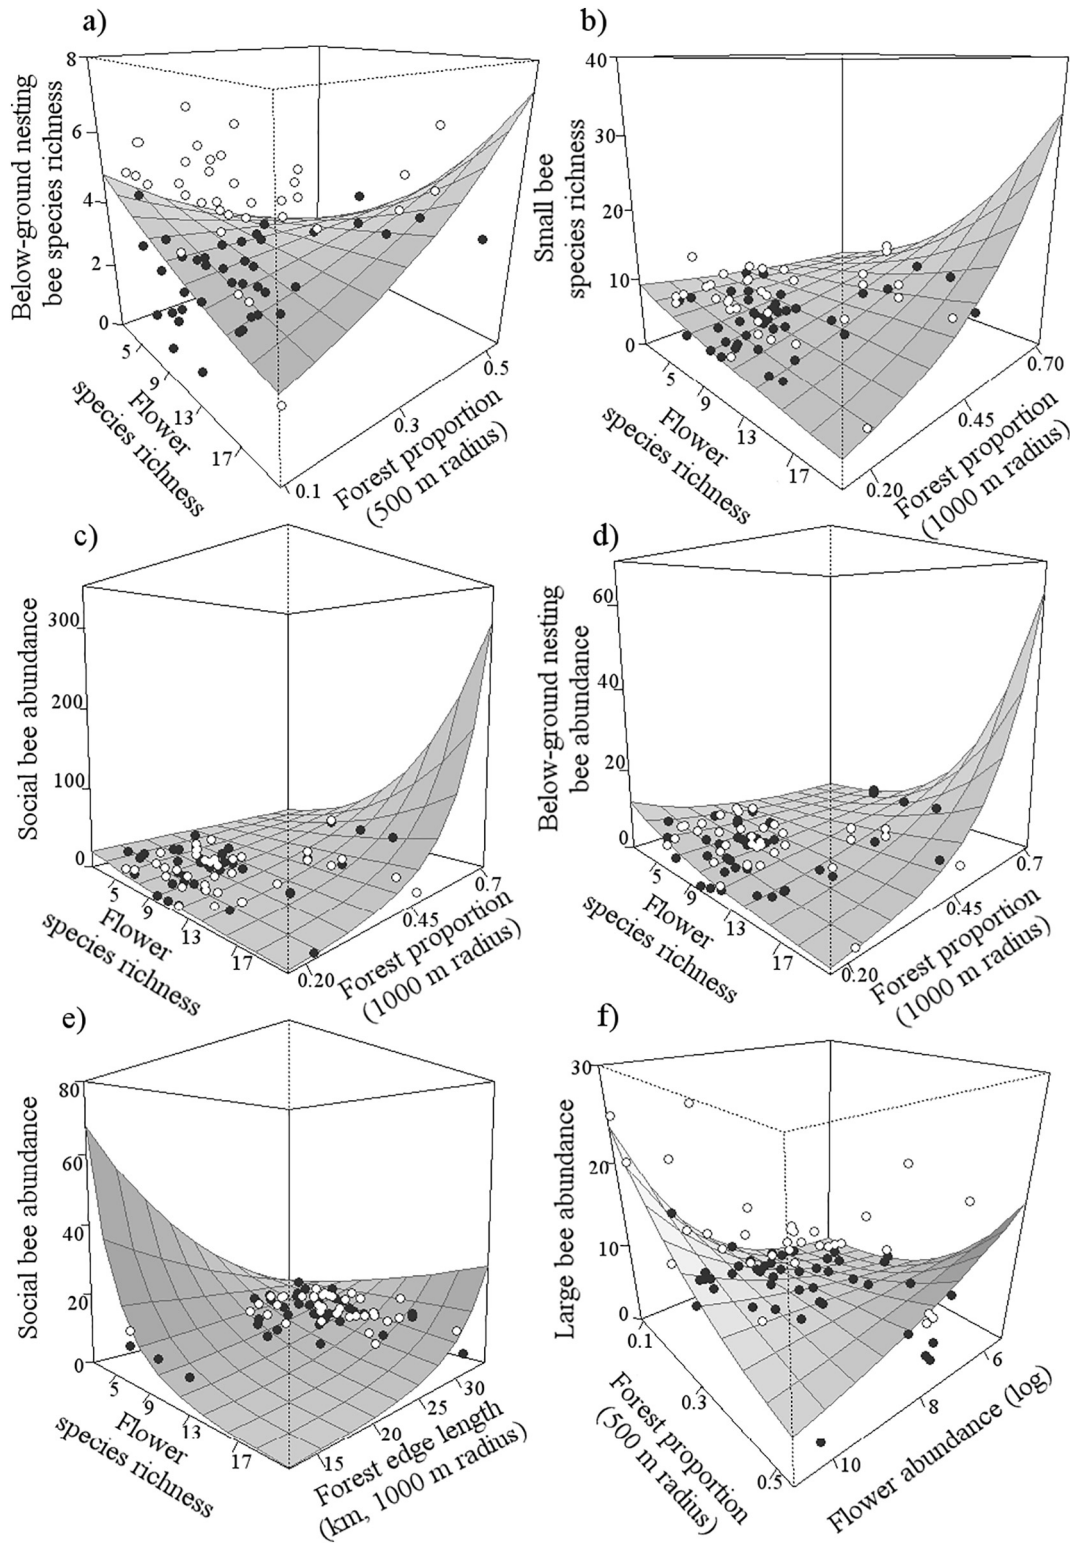 a)
8
6
4
2
0
Below-ground nesting
bee species richness
5
9
13
17
Flower
species richness
0.1
0.3
0.5
Forest proportion
(500 m radius)
b)
40
30
20
10
0
Small bee
species richness
5
9
13
17
Flower
species richness
0.20
0.45
0.70
Forest proportion
(1000 m radius)
c)
300
200
100
0
Social bee abundance
5
9
13
17
Flower
species richness
0.20
0.45
0.7
Forest proportion
(1000 m radius)
d)
60
40
20
0
Below-ground nesting
bee abundance
5
9
13
17
Flower
species richness
0.20
0.45
0.7
Forest proportion
(1000 m radius)
e)
80
60
40
20
0
Social bee abundance
5
9
13
17
Flower
species richness
15
20
25
30
Forest edge length
(km, 1000 m radius)
f)
30
20
10
0
Large bee abundance
0.1
0.3
0.5
Forest proportion
(500 m radius)
10
8
6
Flower abundance (log)